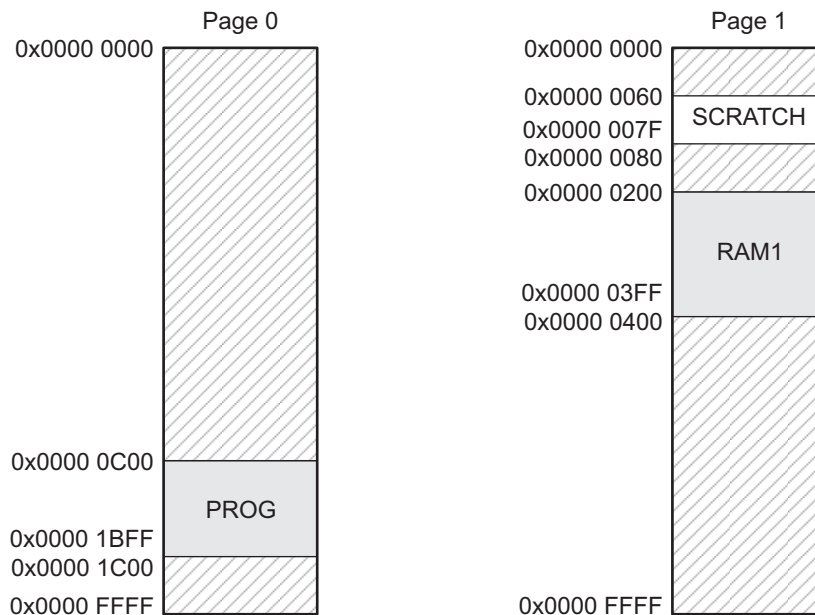 Page 0
0x0000 0000
0x0000 0C00
PROG
0x0000 1BFF
0x0000 1C00
0x0000 FFFF
Page 1
0x0000 0000
0x0000 0060
SCRATCH
0x0000 007F
0x0000 0080
0x0000 0200
RAM1
0x0000 03FF
0x0000 0400
0x0000 FFFF